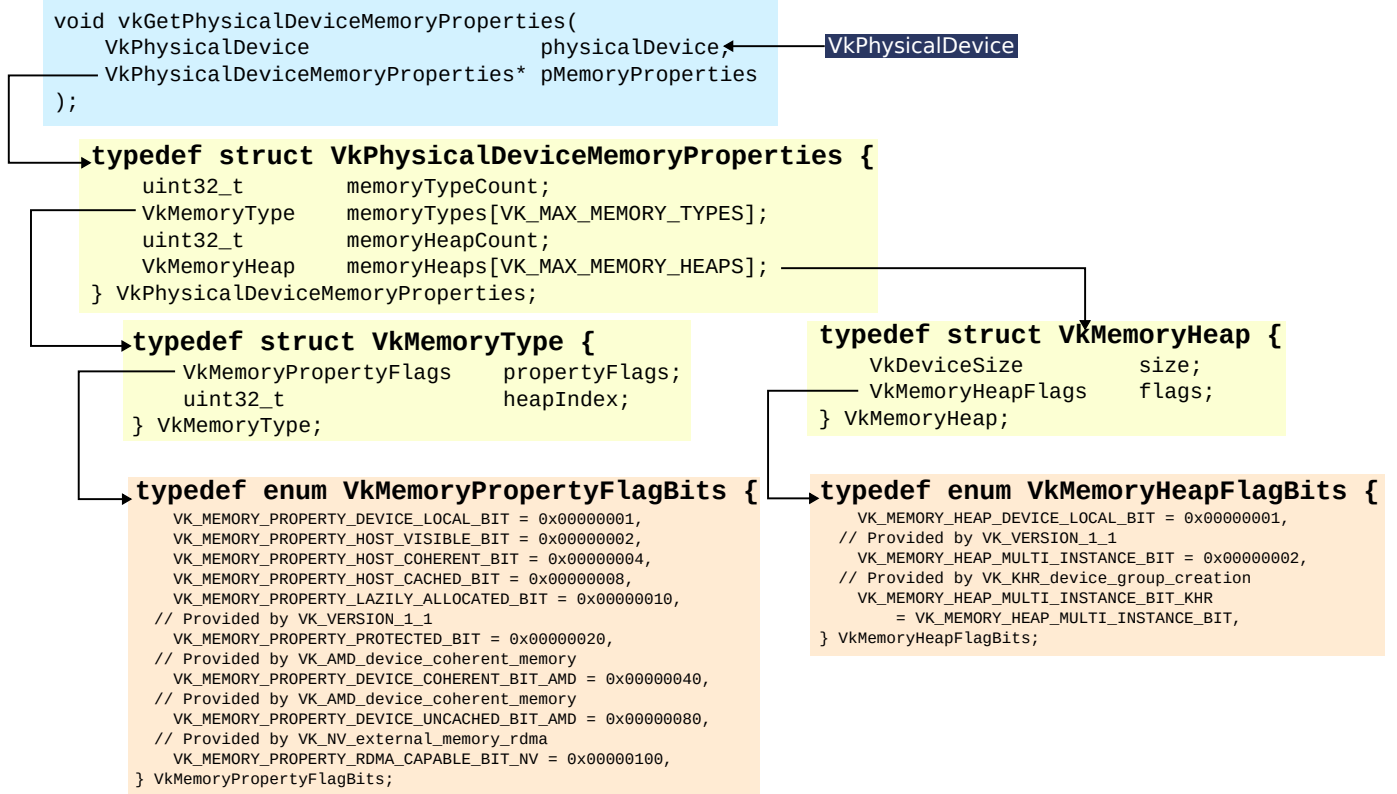 void vkGetPhysicalDeviceMemoryProperties(
    VkPhysicalDevice                  physicalDevice,
VkPhysicalDevice
    VkPhysicalDeviceMemoryProperties* pMemoryProperties
);
typedef struct VkPhysicalDeviceMemoryProperties {
    uint32_t        memoryTypeCount;
    VkMemoryType    memoryTypes[VK_MAX_MEMORY_TYPES];
    uint32_t        memoryHeapCount;
    VkMemoryHeap    memoryHeaps[VK_MAX_MEMORY_HEAPS];
} VkPhysicalDeviceMemoryProperties;
typedef struct VkMemoryType {
    VkMemoryPropertyFlags    propertyFlags;
    uint32_t                 heapIndex;
} VkMemoryType;
typedef struct VkMemoryHeap {
    VkDeviceSize         size;
    VkMemoryHeapFlags    flags;
} VkMemoryHeap;
typedef enum VkMemoryPropertyFlagBits {
    VK_MEMORY_PROPERTY_DEVICE_LOCAL_BIT = 0x00000001,
    VK_MEMORY_PROPERTY_HOST_VISIBLE_BIT = 0x00000002,
    VK_MEMORY_PROPERTY_HOST_COHERENT_BIT = 0x00000004,
    VK_MEMORY_PROPERTY_HOST_CACHED_BIT = 0x00000008,
    VK_MEMORY_PROPERTY_LAZILY_ALLOCATED_BIT = 0x00000010,
  // Provided by VK_VERSION_1_1
    VK_MEMORY_PROPERTY_PROTECTED_BIT = 0x00000020,
  // Provided by VK_AMD_device_coherent_memory
    VK_MEMORY_PROPERTY_DEVICE_COHERENT_BIT_AMD = 0x00000040,
  // Provided by VK_AMD_device_coherent_memory
    VK_MEMORY_PROPERTY_DEVICE_UNCACHED_BIT_AMD = 0x00000080,
  // Provided by VK_NV_external_memory_rdma
    VK_MEMORY_PROPERTY_RDMA_CAPABLE_BIT_NV = 0x00000100,
} VkMemoryPropertyFlagBits;
typedef enum VkMemoryHeapFlagBits {
    VK_MEMORY_HEAP_DEVICE_LOCAL_BIT = 0x00000001,
  // Provided by VK_VERSION_1_1
    VK_MEMORY_HEAP_MULTI_INSTANCE_BIT = 0x00000002,
  // Provided by VK_KHR_device_group_creation
    VK_MEMORY_HEAP_MULTI_INSTANCE_BIT_KHR
        = VK_MEMORY_HEAP_MULTI_INSTANCE_BIT,
} VkMemoryHeapFlagBits;